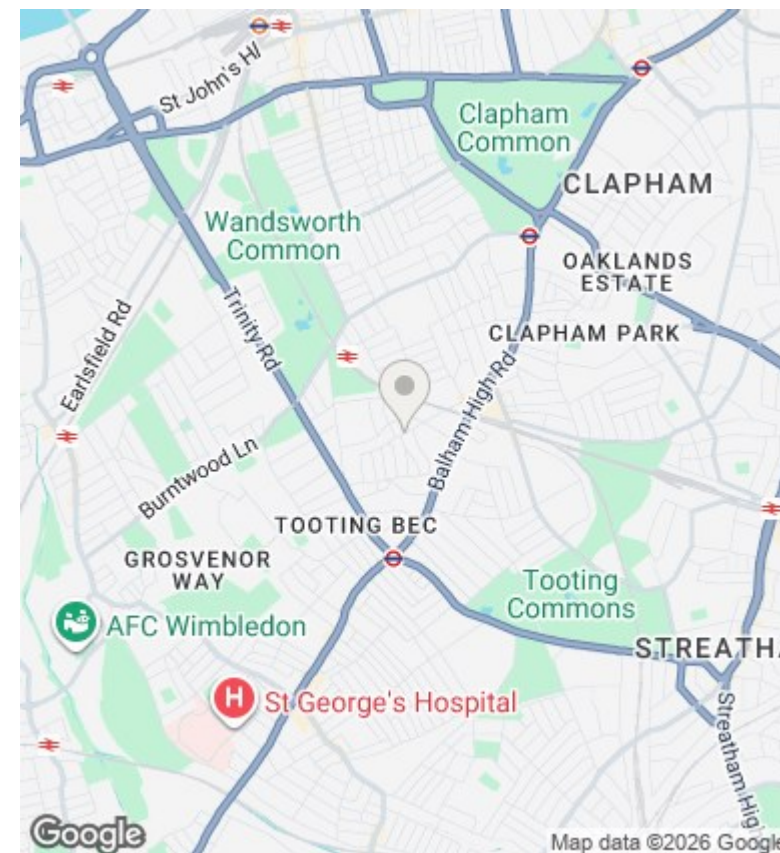 St John's Hl
Clapham
Common
CLAPHAM
Wandsworth
Common
OAKLANDS
ESTATE
Trinity Rd
CLAPHAM PARK
Earlsfield Rd
Balham High Rd
Burntwood Ln
TOOTING BEC
GROSVENOR
WAY
Tooting
Commons
AFC Wimbledon
STREATHA
H
St George's Hospital
Streatham Hig
Google
Map data ©2026 Google